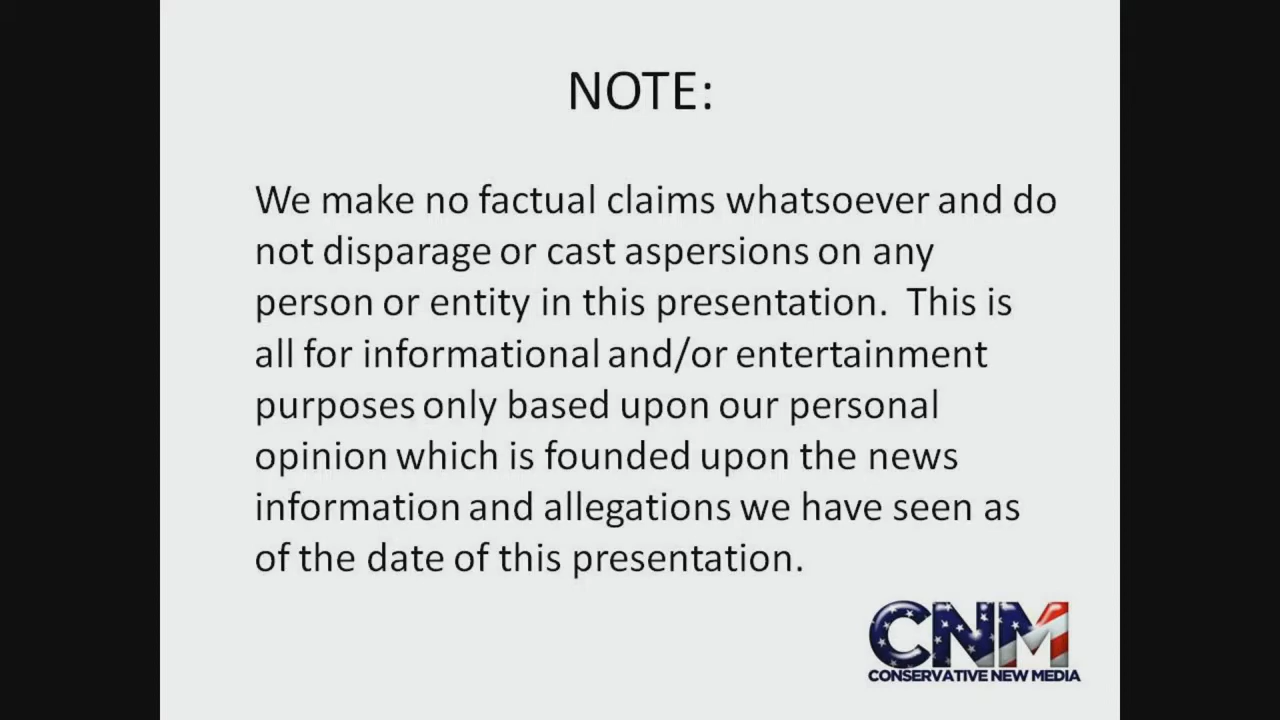 NOTE:
We make no factual claims whatsoever and do
not disparage or cast aspersions on any
person or entity in this presentation.  This is
all for informational and/or entertainment
purposes only based upon our personal
opinion which is founded upon the news
information and allegations we have seen as
of the date of this presentation.
CNM
CONSERVATIVE NEW MEDIA